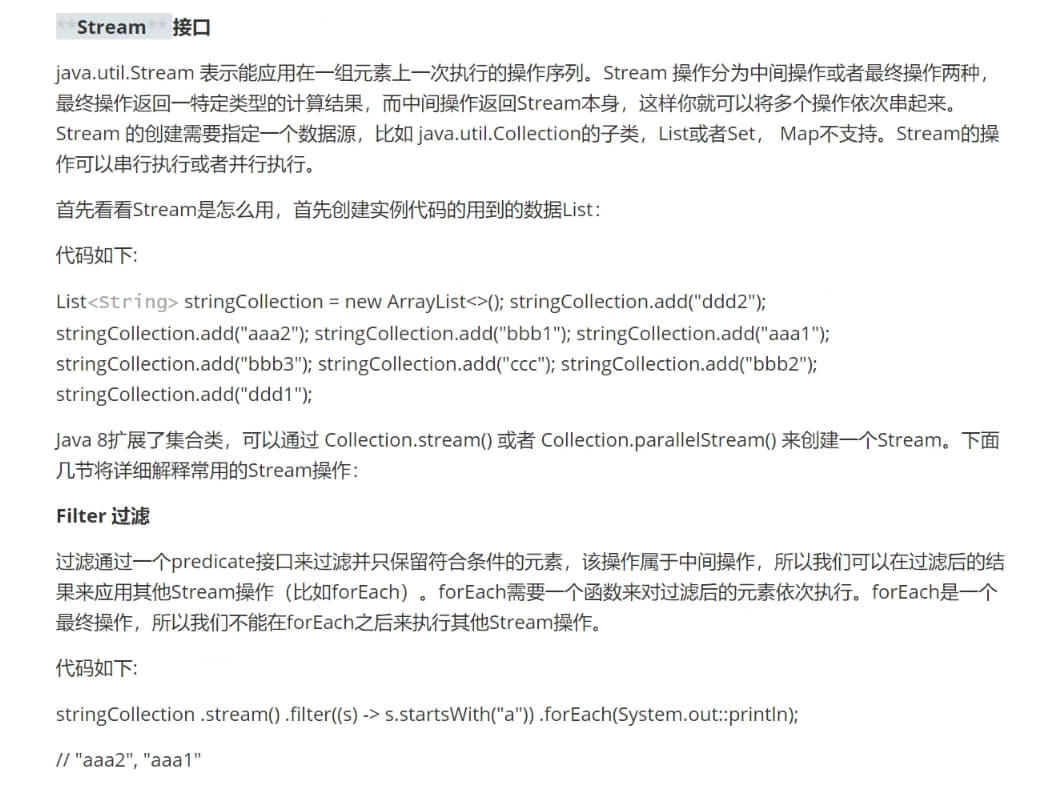 **Stream** 接口
java.util.Stream 表示能应用在一组元素上一次执行的操作序列。Stream 操作分为中间操作或者最终操作两种，
最终操作返回一特定类型的计算结果，而中间操作返回Stream本身，这样你就可以将多个操作依次串起来。
Stream 的创建需要指定一个数据源，比如 java.util.Collection的子类，List或者Set， Map不支持。Stream的操
作可以串行执行或者并行执行。
首先看看Stream是怎么用，首先创建实例代码的用到的数据List：
代码如下:
List<String> stringCollection = new ArrayList<>(); stringCollection.add("ddd2");
stringCollection.add("aaa2"); stringCollection.add("bbb1"); stringCollection.add("aaa1");
stringCollection.add("bbb3"); stringCollection.add("ccc"); stringCollection.add("bbb2");
stringCollection.add("ddd1");
Java 8扩展了集合类，可以通过 Collection.stream() 或者 Collection.parallelStream() 来创建一个Stream。下面
几节将详细解释常用的Stream操作：
Filter 过滤
过滤通过一个predicate接口来过滤并只保留符合条件的元素，该操作属于中间操作，所以我们可以在过滤后的结
果来应用其他Stream操作（比如forEach）。forEach需要一个函数来对过滤后的元素依次执行。forEach是一个
最终操作，所以我们不能在forEach之后来执行其他Stream操作。
代码如下:
stringCollection .stream() .filter((s) -> s.startsWith("a")) .forEach(System.out::println);
// "aaa2", "aaa1"